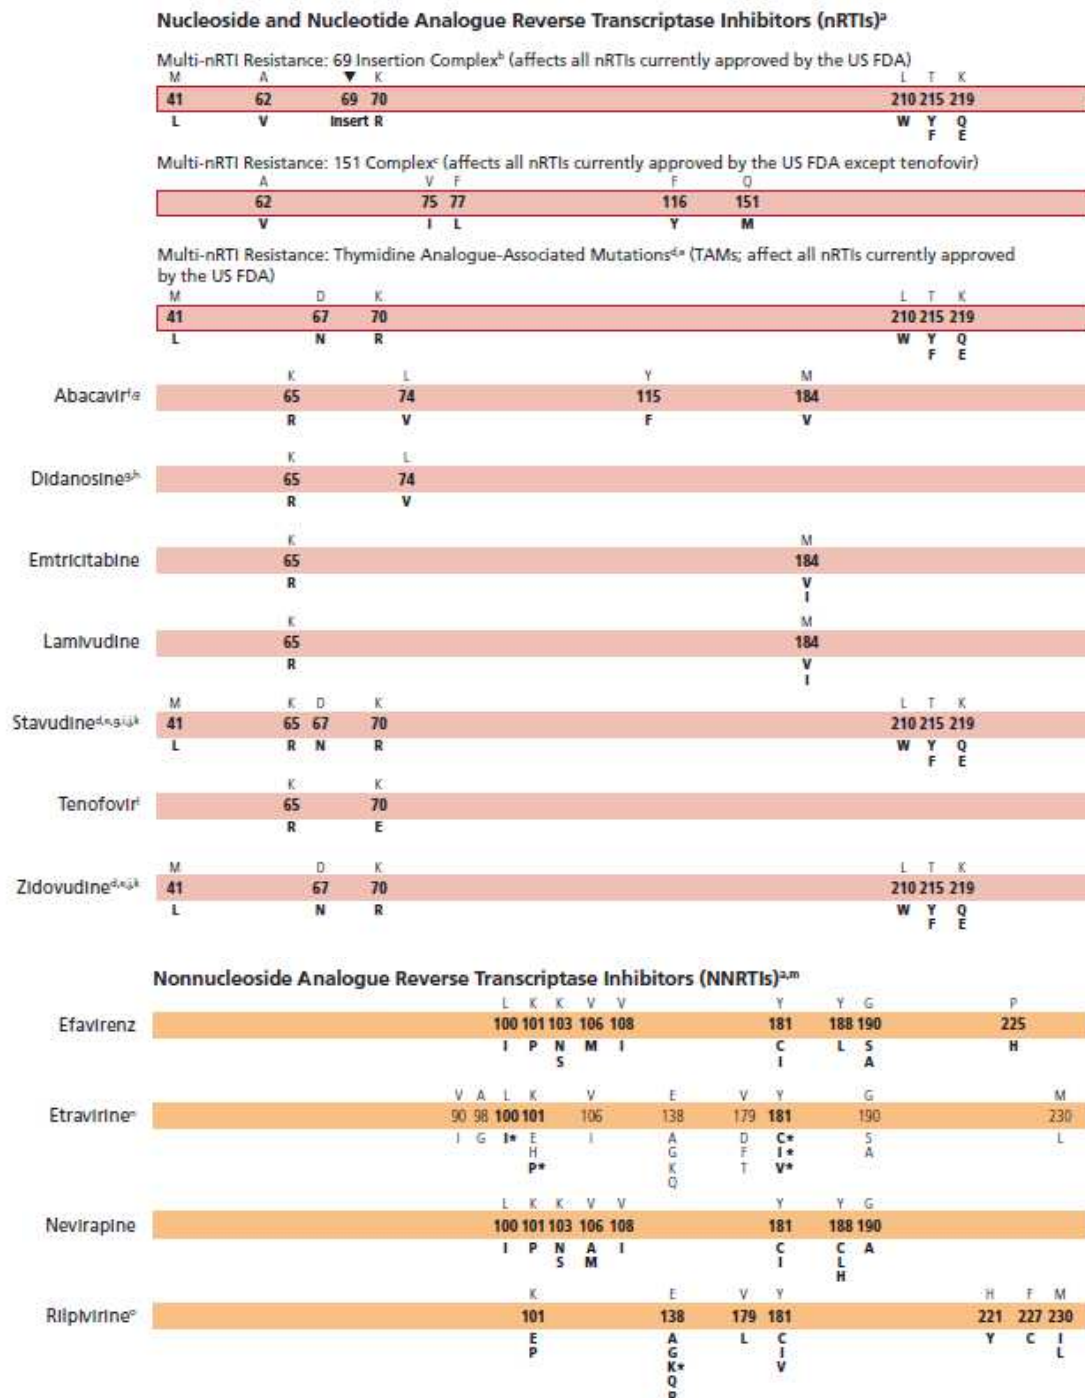 Nucleoside and Nucleotide Analogue Reverse Transcriptase Inhibitors (nRTIs)a
Multi-nRTI Resistance: 69 Insertion Complexb (affects all nRTIs currently approved by the US FDA)
M A ▼ K L T K
41 62 69 70 210 215 219
L V Insert R W Y Q
F E
Multi-nRTI Resistance: 151 Complexc (affects all nRTIs currently approved by the US FDA except tenofovir)
A V F F Q
62 75 77 116 151
V I L Y M
Multi-nRTI Resistance: Thymidine Analogue-Associated Mutationsd,e (TAMs; affect all nRTIs currently approved
by the US FDA)
M D K L T K
41 67 70 210 215 219
L N R W Y Q
F E
K L Y M
Abacavirf,g 65 74 115 184
R V F V
K L
Didanosineg,h 65 74
R V
K M
Emtricitabine 65 184
R V
I
K M
Lamivudine 65 184
R V
I
M K D K L T K
Stavudined,e,g,i,j,k 41 65 67 70 210 215 219
L R N R W Y Q
F E
K K
Tenofovirl 65 70
R E
M D K L T K
Zidovudined,e,j,k 41 67 70 210 215 219
L N R W Y Q
F E
Nonnucleoside Analogue Reverse Transcriptase Inhibitors (NNRTIs)a,m
L K K V V Y Y G P
Efavirenz 100 101 103 106 108 181 188 190 225
I P N M I C L S H
S I A
V A L K V E V Y G M
Etravirinen 90 98 100 101 106 138 179 181 190 230
I G I* E I A D C* S L
H G F I* A
P* K T V*
Q
L K K V V Y Y G
Nevirapine 100 101 103 106 108 181 188 190
I P N A I C C A
S M I L
H
K E V Y H F M
Rilpivirineo 101 138 179 181 221 227 230
E A L C Y C I
P G I L
K* V
Q
R